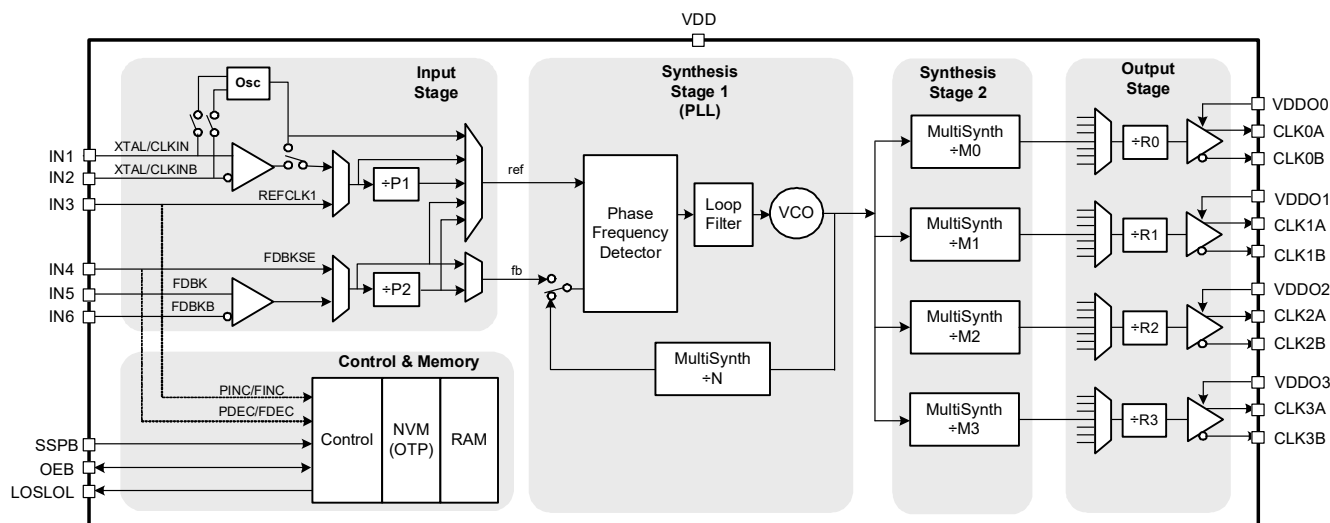 VDD
Input
Stage
Osc
IN1
XTAL/CLKIN
IN2
XTAL/CLKINB
IN3
REFCLK1
÷P1
IN4
FDBKSE
IN5
FDBK
IN6
FDBKB
÷P2
ref
fb
Synthesis
Stage 1
(PLL)
Phase
Frequency
Detector
Loop
Filter
VCO
MultiSynth
÷N
Synthesis
Stage 2
MultiSynth
÷M0
MultiSynth
÷M1
MultiSynth
÷M2
MultiSynth
÷M3
Output
Stage
÷R0
÷R1
÷R2
÷R3
VDDO0
CLK0A
CLK0B
VDDO1
CLK1A
CLK1B
VDDO2
CLK2A
CLK2B
VDDO3
CLK3A
CLK3B
Control & Memory
PINC/FINC
PDEC/FDEC
SSPB
OEB
LOSLOL
Control
NVM
(OTP)
RAM